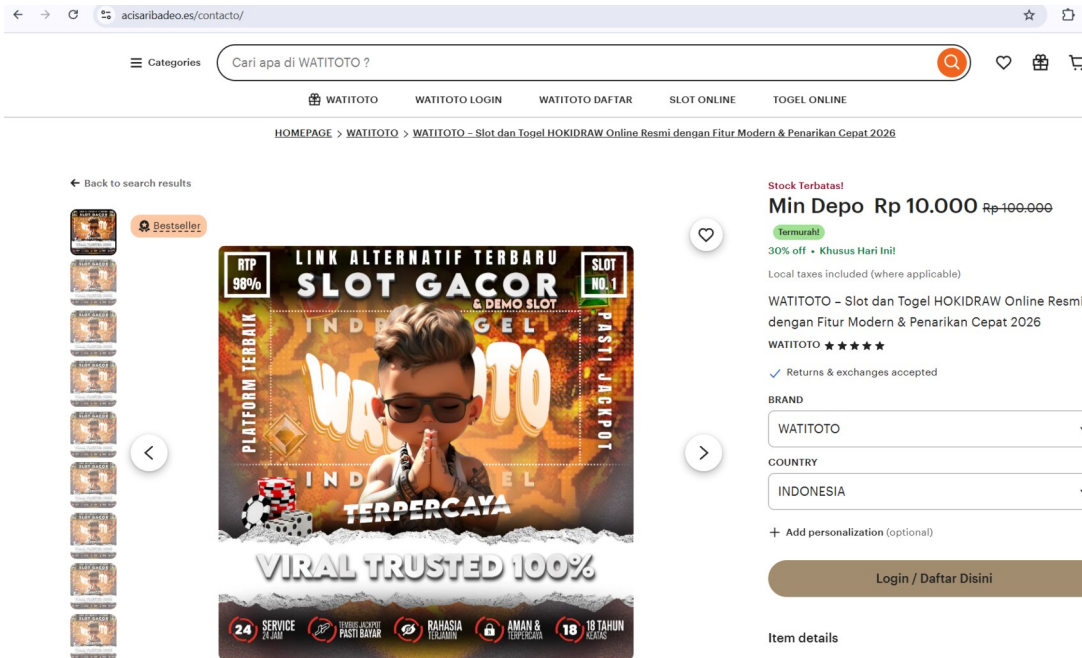 acisaribadeo.es/contacto/
Categories
Cari apa di WATITOTO ?
WATITOTO
WATITOTO LOGIN
WATITOTO DAFTAR
SLOT ONLINE
TOGEL ONLINE
HOMEPAGE > WATITOTO > WATITOTO – Slot dan Togel HOKIDRAW Online Resmi dengan Fitur Modern & Penarikan Cepat 2026
Back to search results
Bestseller
LINK ALTERNATIF TERBARU
RTP
98%
SLOT GACOR
& DEMO SLOT
SLOT
NO.1
PLATFORM TERBAIK
PASTI JACKPOT
TERPERCAYA
VIRAL TRUSTED 100%
24 SERVICE 24 JAM
TEMBUS JACKPOT PASTI BAYAR
RAHASIA TERJAMIN
AMAN & TERPERCAYA
18 18 TAHUN KEATAS
Stock Terbatas!
Min Depo Rp 10.000 Rp 100.000
Termurah!
30% off • Khusus Hari Ini!
Local taxes included (where applicable)
WATITOTO – Slot dan Togel HOKIDRAW Online Resmi
dengan Fitur Modern & Penarikan Cepat 2026
WATITOTO ★★★★★
Returns & exchanges accepted
BRAND
WATITOTO
COUNTRY
INDONESIA
Add personalization (optional)
Login / Daftar Disini
Item details